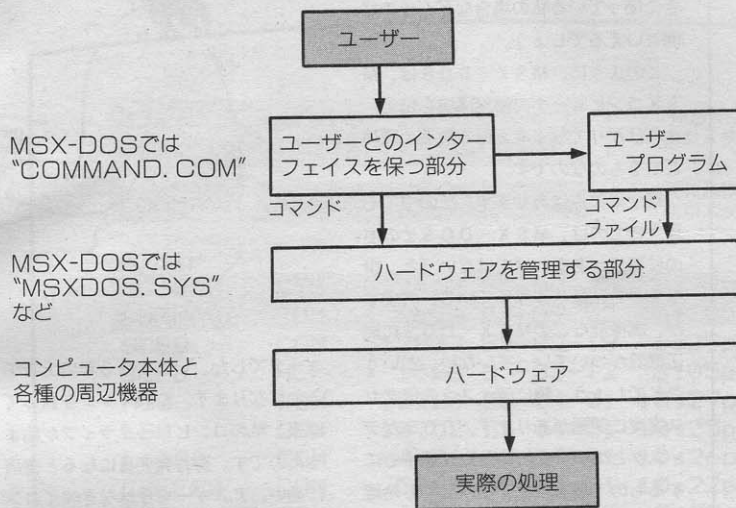 ユーザー
MSX-DOSでは
“COMMAND. COM”
ユーザーとのインター
フェイスを保つ部分
ユーザー
プログラム
コマンド
コマンド
ファイル
MSX-DOSでは
“MSXDOS. SYS”
など
ハードウェアを管理する部分
コンピュータ本体と
各種の周辺機器
ハードウェア
実際の処理